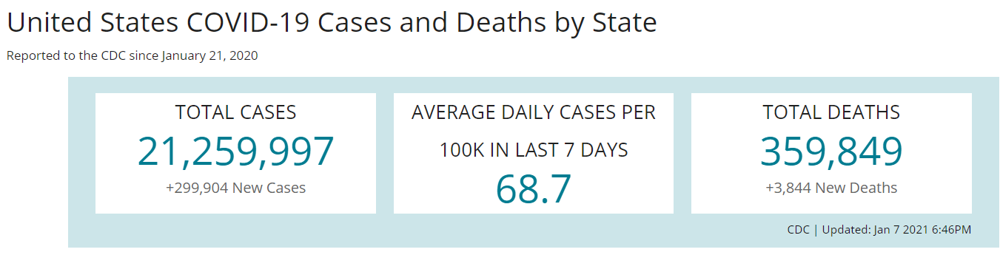 United States COVID-19 Cases and Deaths by State
Reported to the CDC since January 21, 2020
TOTAL CASES
21,259,997
+299,904 New Cases
AVERAGE DAILY CASES PER
100K IN LAST 7 DAYS
68.7
TOTAL DEATHS
359,849
+3,844 New Deaths
CDC | Updated: Jan 7 2021 6:46PM